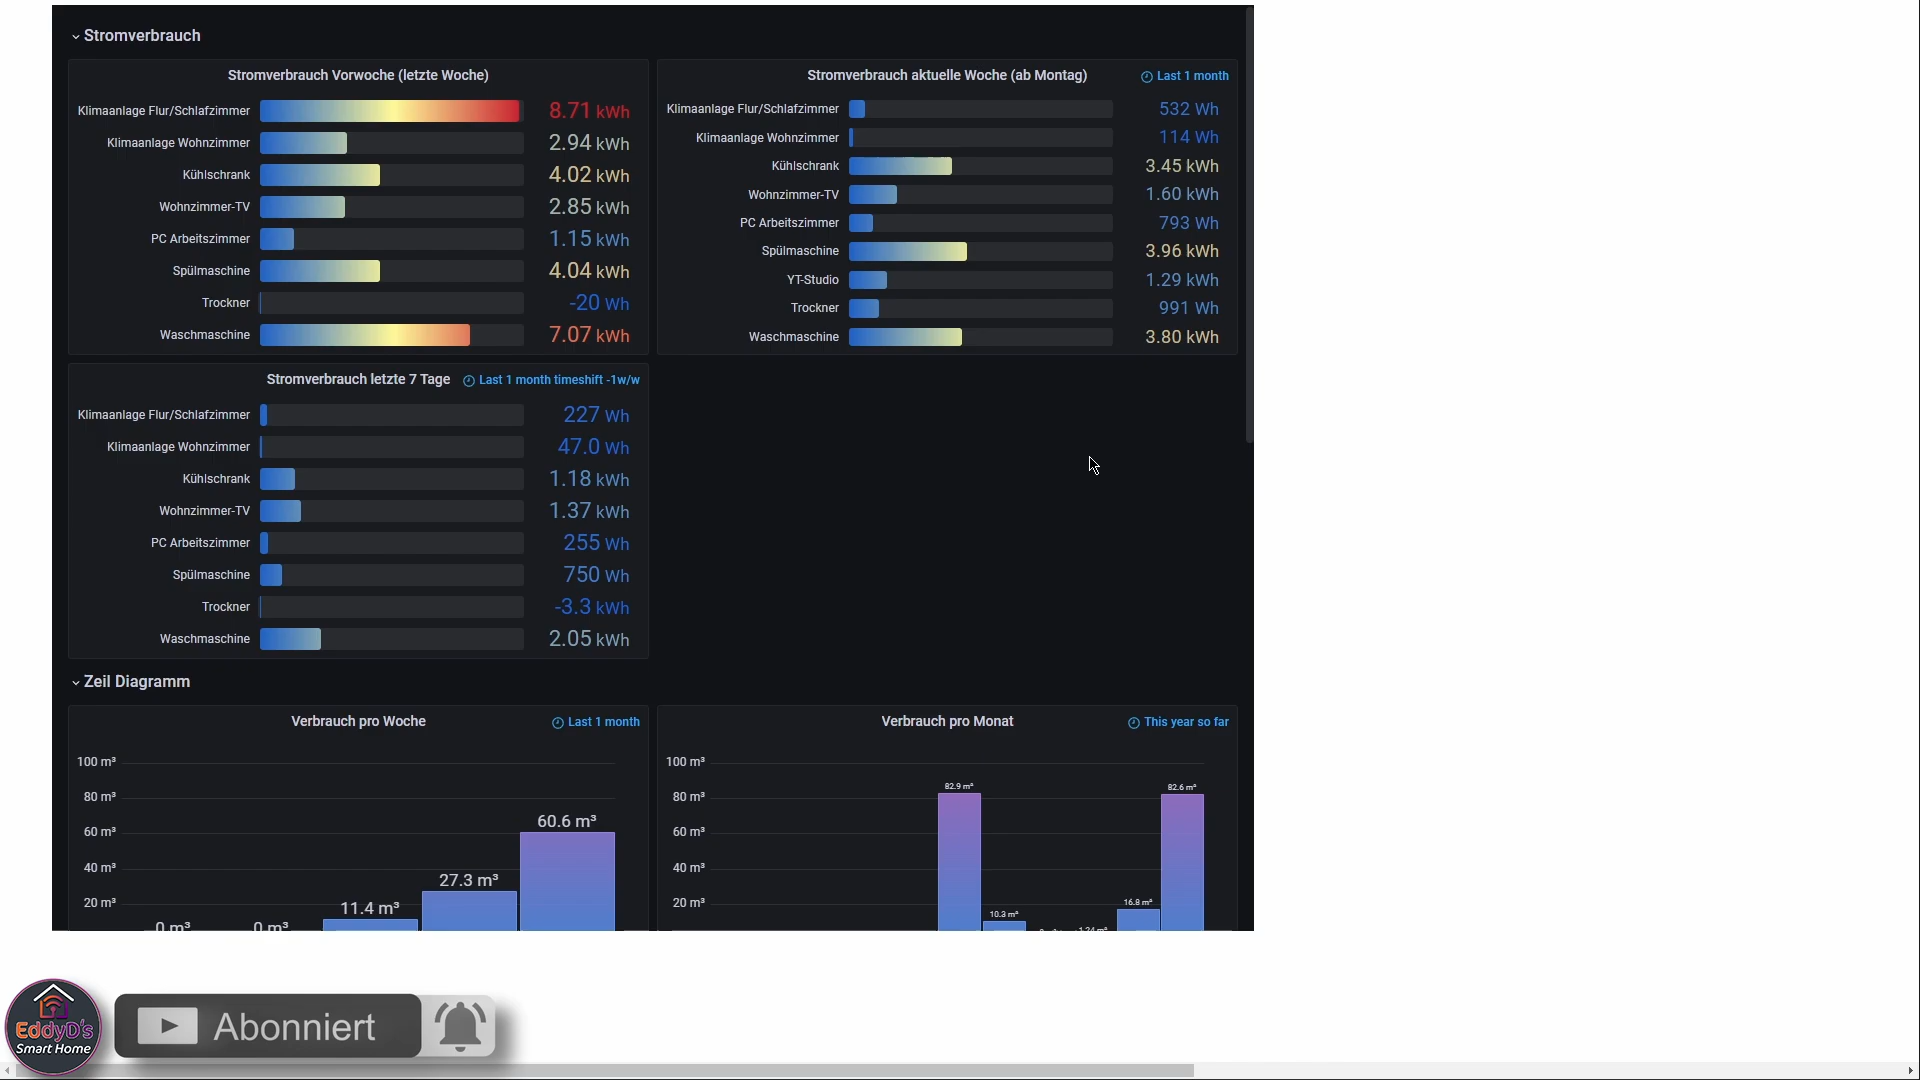 Stromverbrauch
Stromverbrauch Vorwoche (letzte Woche)
Klimaanlage Flur/Schlafzimmer 8.71 kWh
Klimaanlage Wohnzimmer 2.94 kWh
Kühlschrank 4.02 kWh
Wohnzimmer-TV 2.85 kWh
PC Arbeitszimmer 1.15 kWh
Spülmaschine 4.04 kWh
Trockner -20 Wh
Waschmaschine 7.07 kWh
Stromverbrauch aktuelle Woche (ab Montag) Last 1 month
Klimaanlage Flur/Schlafzimmer 532 Wh
Klimaanlage Wohnzimmer 114 Wh
Kühlschrank 3.45 kWh
Wohnzimmer-TV 1.60 kWh
PC Arbeitszimmer 793 Wh
Spülmaschine 3.96 kWh
YT-Studio 1.29 kWh
Trockner 991 Wh
Waschmaschine 3.80 kWh
Stromverbrauch letzte 7 Tage Last 1 month timeshift -1w/w
Klimaanlage Flur/Schlafzimmer 227 Wh
Klimaanlage Wohnzimmer 47.0 Wh
Kühlschrank 1.18 kWh
Wohnzimmer-TV 1.37 kWh
PC Arbeitszimmer 255 Wh
Spülmaschine 750 Wh
Trockner -3.3 kWh
Waschmaschine 2.05 kWh
Zeil Diagramm
Verbrauch pro Woche Last 1 month
100 m³
80 m³
60.6 m³
60 m³
27.3 m³
40 m³
11.4 m³
20 m³
0 m³ 0 m³
Verbrauch pro Monat This year so far
100 m³
82.9 m³ 82.6 m³
80 m³
60 m³
40 m³
20 m³
16.8 m³
10.3 m³
1.24 m³
EddyD's
Smart Home
Abonniert